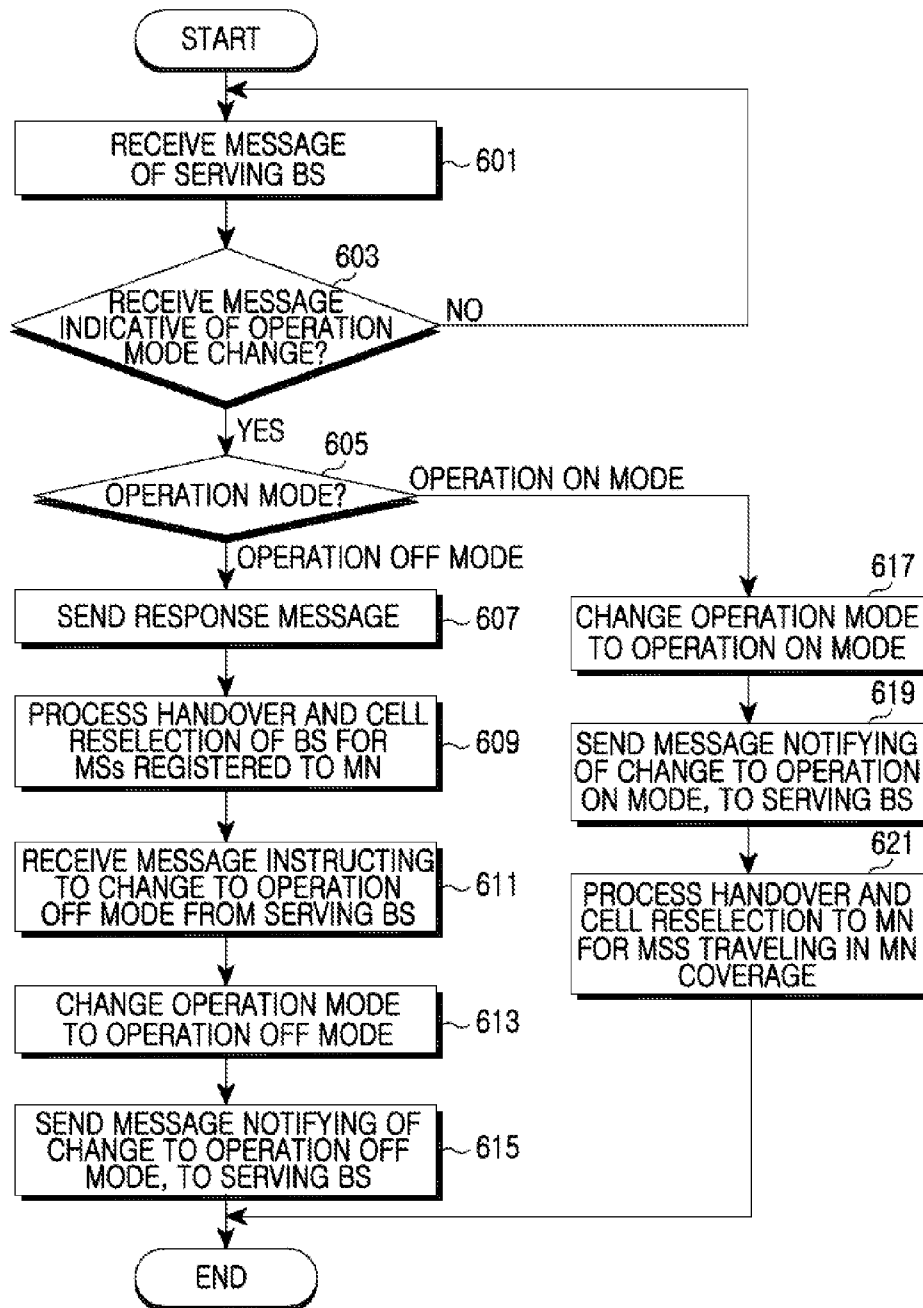 START
RECEIVE MESSAGE
OF SERVING BS
601
603
RECEIVE MESSAGE
INDICATIVE OF OPERATION
MODE CHANGE?
NO
YES
605
OPERATION MODE?
OPERATION ON MODE
OPERATION OFF MODE
SEND RESPONSE MESSAGE
607
PROCESS HANDOVER AND CELL
RESELECTION OF BS FOR
MSs REGISTERED TO MN
609
RECEIVE MESSAGE INSTRUCTING
TO CHANGE TO OPERATION
OFF MODE FROM SERVING BS
611
CHANGE OPERATION MODE
TO OPERATION OFF MODE
613
SEND MESSAGE NOTIFYING OF
CHANGE TO OPERATION OFF
MODE, TO SERVING BS
615
617
CHANGE OPERATION MODE
TO OPERATION ON MODE
619
SEND MESSAGE NOTIFYING
OF CHANGE TO OPERATION
ON MODE, TO SERVING BS
621
PROCESS HANDOVER AND
CELL RESELECTION TO MN
FOR MSS TRAVELING IN MN
COVERAGE
END